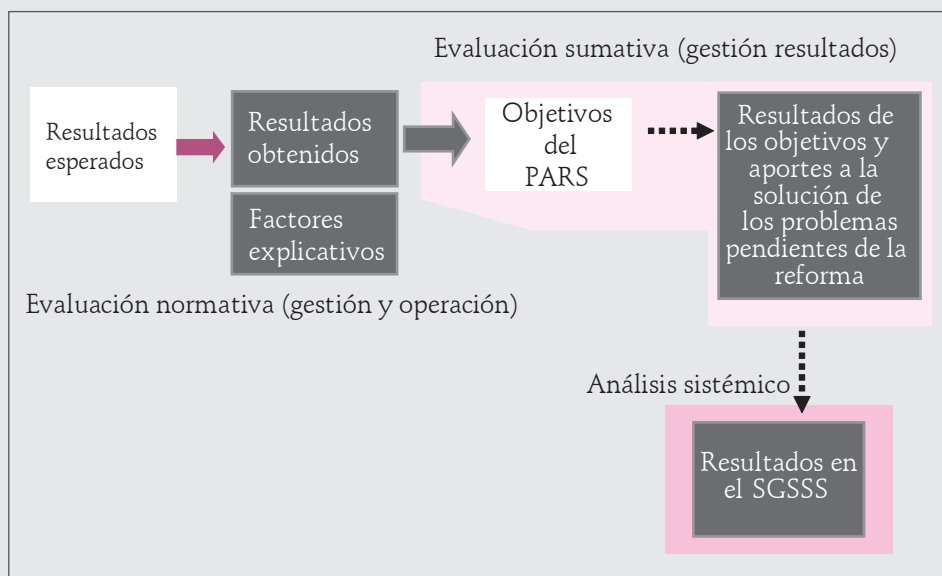 Evaluación sumativa (gestión resultados)
Resultados
esperados
Resultados
obtenidos
Factores
explicativos
Objetivos
del
PARS
Resultados de
los objetivos y
aportes a la
solución de
los problemas
pendientes de la
reforma
Evaluación normativa (gestión y operación)
Análisis sistémico
Resultados en
el SGSSS